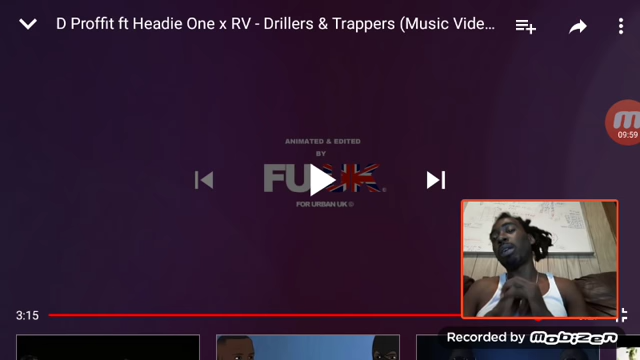 D Proffit ft Headie One x RV - Drillers & Trappers (Music Vide...
09:59
ANIMATED & EDITED
BY
FOR URBAN UK
3:15
Recorded by mobizen